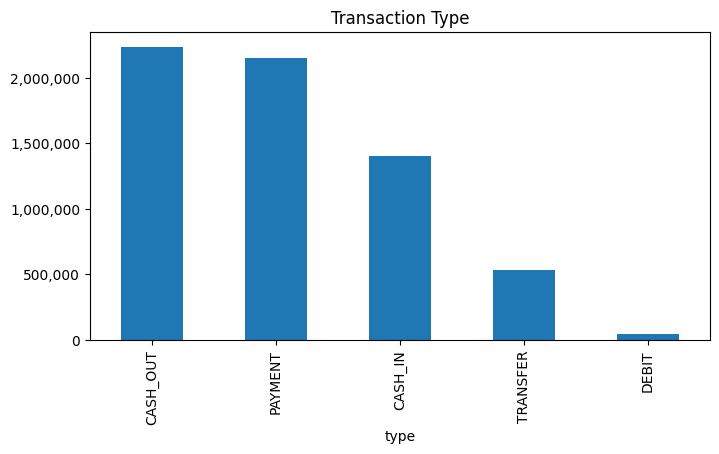 Transaction Type
2,000,000
1,500,000
1,000,000
500,000
0
CASH_OUT
PAYMENT
CASH_IN
TRANSFER
DEBIT
type